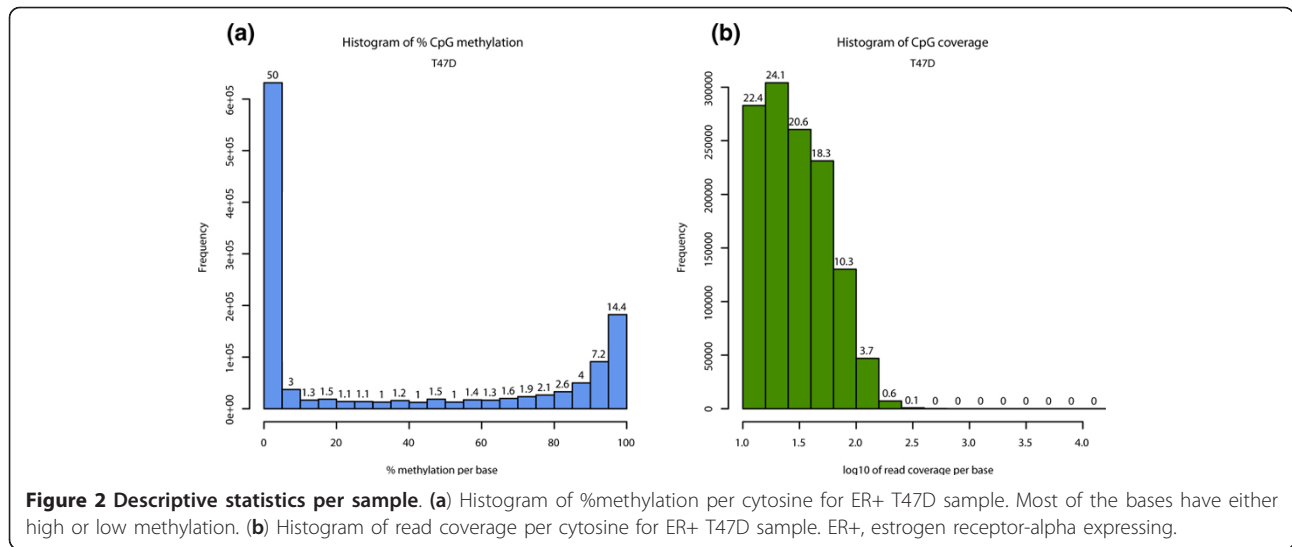 (a)
Histogram of % CpG methylation
T47D
50
3
1.3
1.5
1.1
1.1
1
1.2
1
1.5
1
1.4
1.3
1.6
1.9
2.1
2.6
4
7.2
14.4
Frequency
6e+05
5e+05
4e+05
3e+05
2e+05
1e+05
0e+00
0 20 40 60 80 100
% methylation per base
(b)
Histogram of CpG coverage
T47D
22.4
24.1
20.6
18.3
10.3
3.7
0.6
0.1
0 0 0 0 0 0 0 0
Frequency
300000
250000
200000
150000
100000
50000
0
1.0 1.5 2.0 2.5 3.0 3.5 4.0
log10 of read coverage per base
Figure 2 Descriptive statistics per sample. (a) Histogram of %methylation per cytosine for ER+ T47D sample. Most of the bases have either
high or low methylation. (b) Histogram of read coverage per cytosine for ER+ T47D sample. ER+, estrogen receptor-alpha expressing.